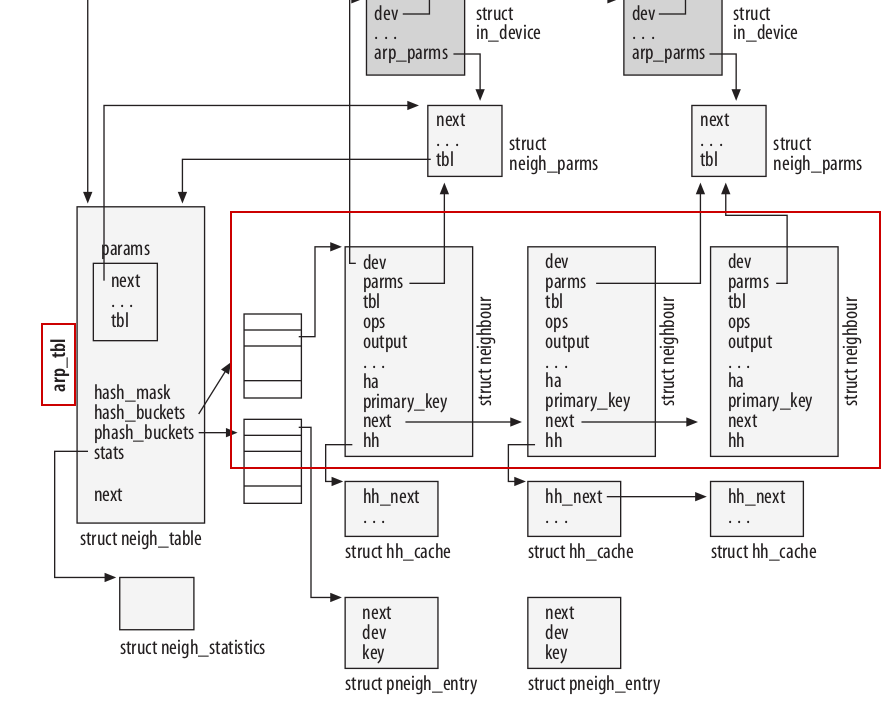 dev
. . .
arp_parms
struct
in_device
dev
. . .
arp_parms
struct
in_device
next
. . .
tbl
struct
neigh_parms
next
. . .
tbl
struct
neigh_parms
arp_tbl
params
next
. . .
tbl
hash_mask
hash_buckets
phash_buckets
stats
next
struct neigh_table
dev
parms
tbl
ops
output
. . .
ha
primary_key
next
hh
struct neighbour
dev
parms
tbl
ops
output
. . .
ha
primary_key
next
hh
struct neighbour
dev
parms
tbl
ops
output
. . .
ha
primary_key
next
hh
struct neighbour
hh_next
. . .
struct hh_cache
hh_next
. . .
struct hh_cache
hh_next
. . .
struct hh_cache
struct neigh_statistics
next
dev
key
struct pneigh_entry
next
dev
key
struct pneigh_entry